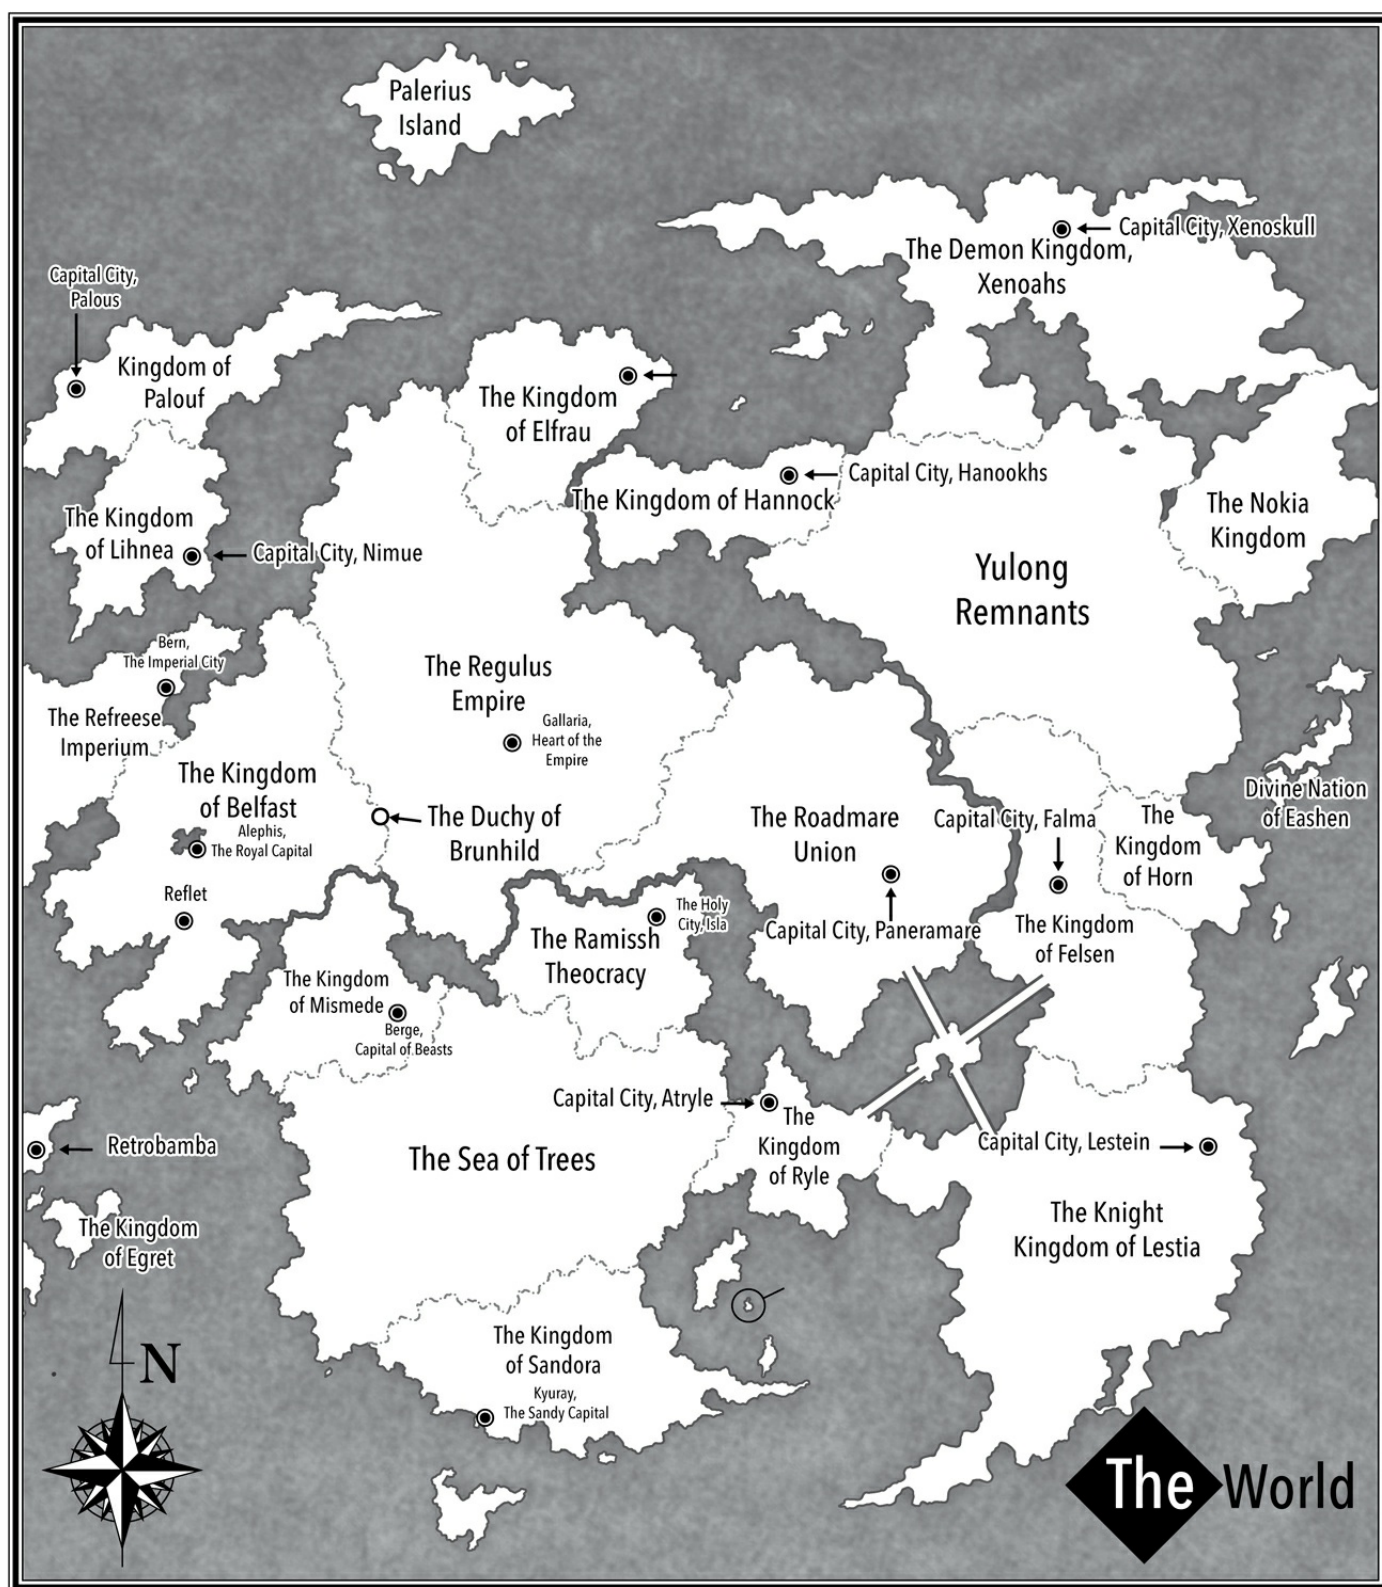 Palerius
Island
Capital City, Xenoskull
The Demon Kingdom,
Xenoahs
Capital City,
Palous
Kingdom of
Palouf
The Kingdom
of Elfrau
Capital City, Hanookhs
The Kingdom of Hannock
The Nokia
Kingdom
The Kingdom
of Lihnea
Capital City, Nimue
Yulong
Remnants
Bern,
The Imperial City
The Refreese
Imperium
The Regulus
Empire
Gallaria,
Heart of the
Empire
The Kingdom
of Belfast
Alephis,
The Royal Capital
Reflet
The Duchy of
Brunhild
The Roadmare
Union
Capital City, Paneramare
Capital City, Falma
The Kingdom
of Felsen
The
Kingdom
of Horn
Divine Nation
of Eashen
The Holy
City, Isla
The Ramissh
Theocracy
The Kingdom
of Mismede
Berge,
Capital of Beasts
Capital City, Atryle
The
Kingdom
of Ryle
Capital City, Lestein
The Knight
Kingdom of Lestia
The Sea of Trees
Retrobamba
The Kingdom
of Egret
The Kingdom
of Sandora
Kyuray,
The Sandy Capital
N
The World